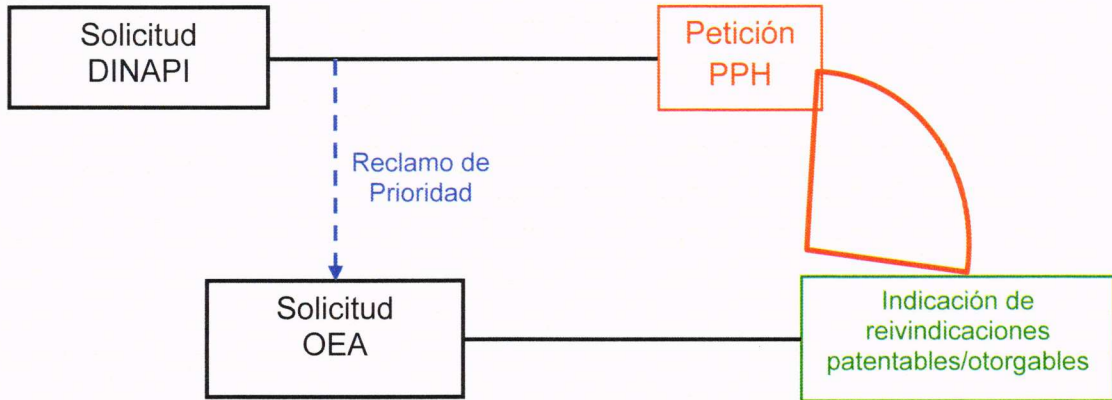 Solicitud
DINAPI
Petición
PPH
Reclamo de
Prioridad
Solicitud
OEA
Indicación de
reivindicaciones
patentables/otorgables